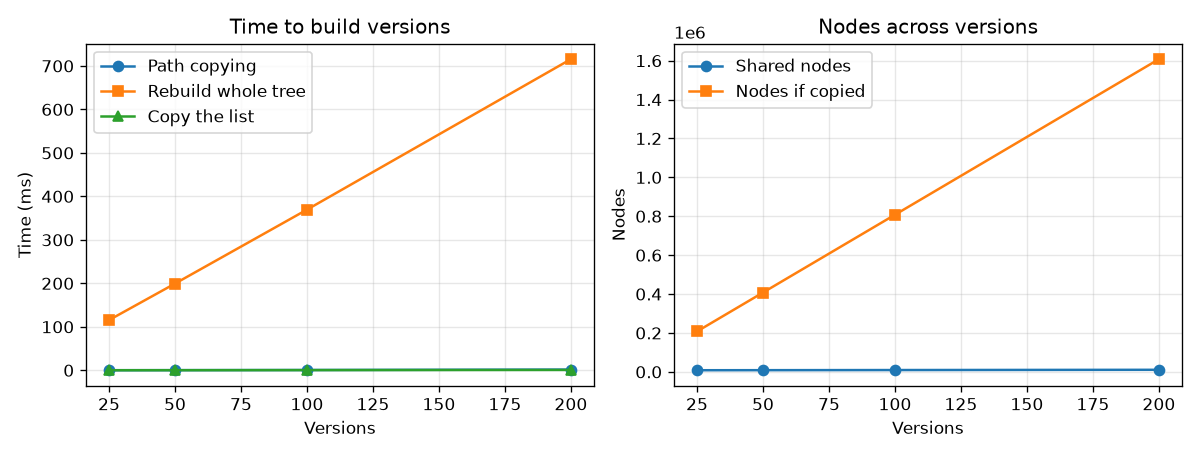 Time to build versions
Path copying
Rebuild whole tree
Copy the list
Time (ms)
700
600
500
400
300
200
100
0
25 50 75 100 125 150 175 200
Versions
Nodes across versions
1e6
Shared nodes
Nodes if copied
Nodes
1.6
1.4
1.2
1.0
0.8
0.6
0.4
0.2
0.0
25 50 75 100 125 150 175 200
Versions